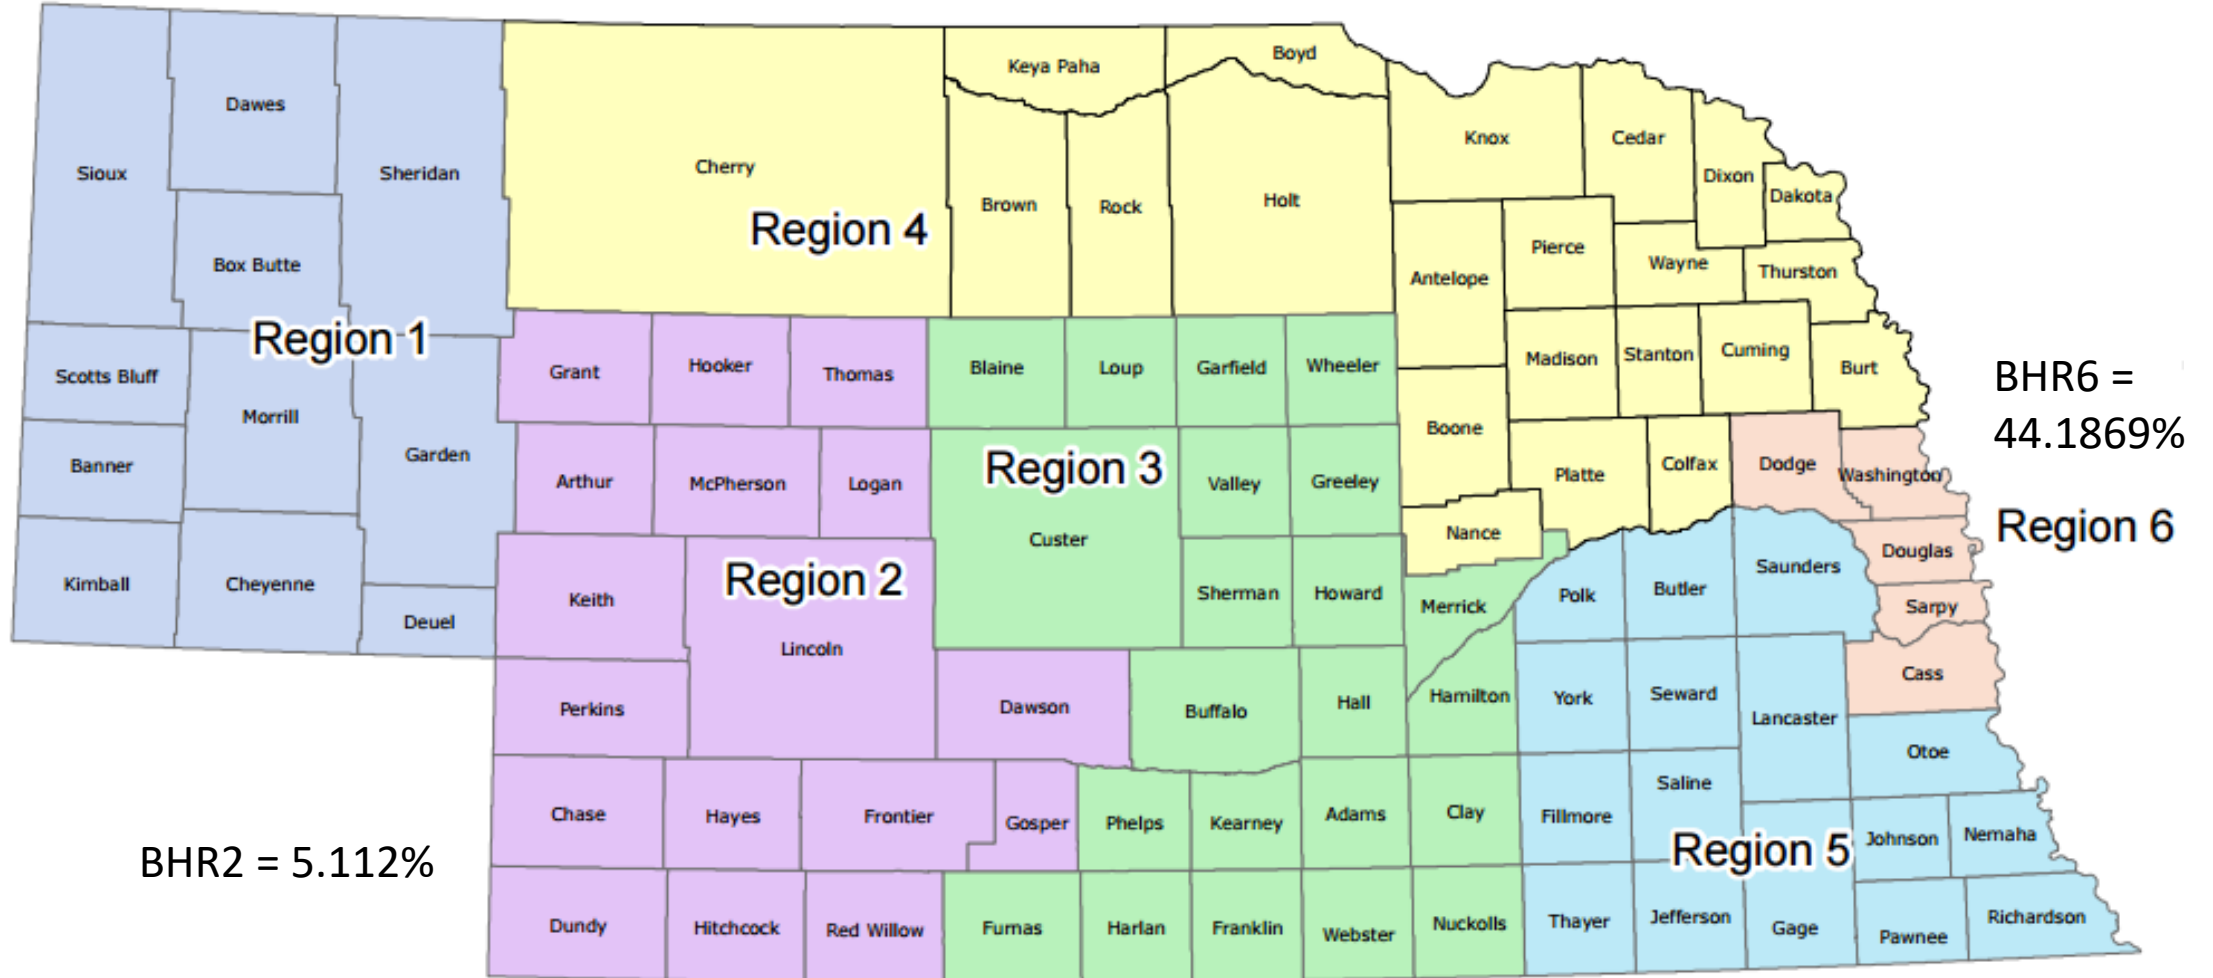 Boyd
Keya Paha
Dawes
Knox
Cedar
Cherry
Sioux
Sheridan
Dixon
Dakota
Brown
Rock
Holt
Region 4
Pierce
Box Butte
Wayne
Thurston
Antelope
Region 1
Madison
Stanton
Cuming
Burt
Scotts Bluff
Grant
Hooker
Thomas
Blaine
Loup
Garfield
Wheeler
BHR6 =
44.1869%
Morrill
Boone
Garden
Banner
Region 3
Platte
Colfax
Dodge
Washington
Arthur
McPherson
Logan
Valley
Greeley
Nance
Custer
Region 6
Douglas
Saunders
Kimball
Cheyenne
Region 2
Keith
Sherman
Howard
Merrick
Polk
Butler
Sarpy
Deuel
Lincoln
Cass
Perkins
Dawson
Buffalo
Hall
Hamilton
York
Seward
Lancaster
Otoe
Saline
Chase
Hayes
Frontier
Gosper
Phelps
Kearney
Adams
Clay
Fillmore
Johnson
Nemaha
Region 5
BHR2 = 5.112%
Dundy
Hitchcock
Red Willow
Furnas
Harlan
Franklin
Webster
Nuckolls
Thayer
Jefferson
Gage
Pawnee
Richardson